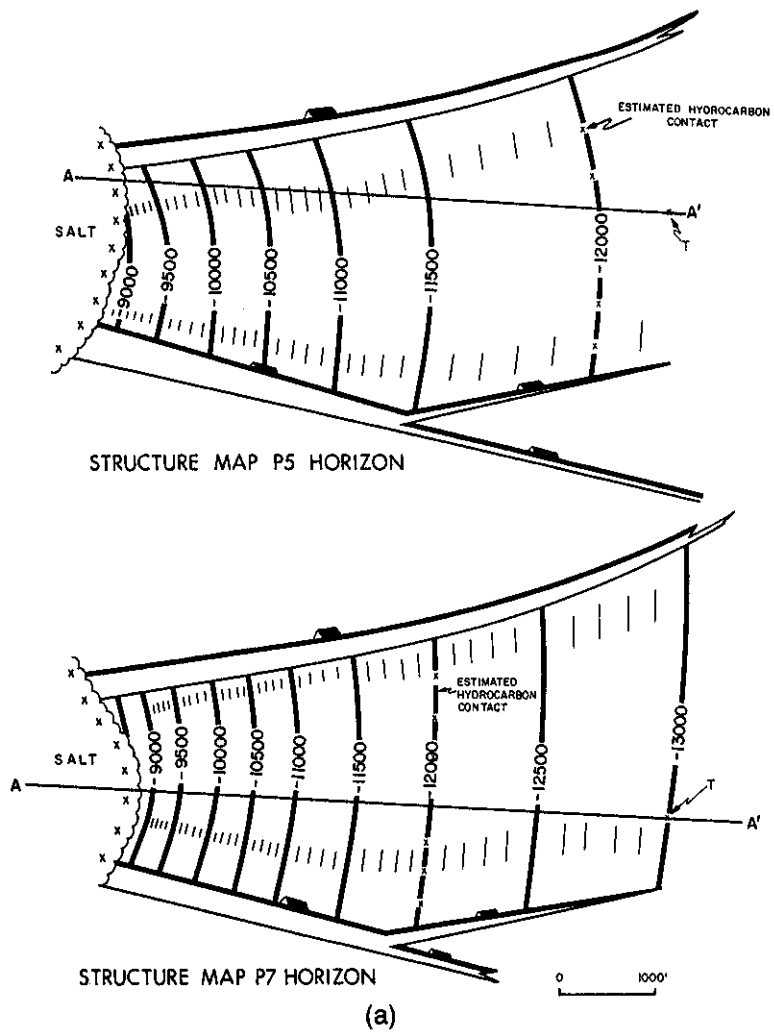 ESTIMATED HYDROCARBON
CONTACT
A
A'
T
SALT
-9000
-9500
-10000
-10500
-11000
-11500
-12000
STRUCTURE MAP P5 HORIZON
ESTIMATED
HYDROCARBON
CONTACT
SALT
A
A'
T
-9000
-9500
-10000
-10500
-11000
-11500
-12000
-12500
-13000
STRUCTURE MAP P7 HORIZON
0 1000'
(a)